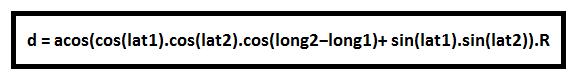 d = acos(cos(lat1).cos(lat2).cos(long2–long1)+ sin(lat1).sin(lat2)).R